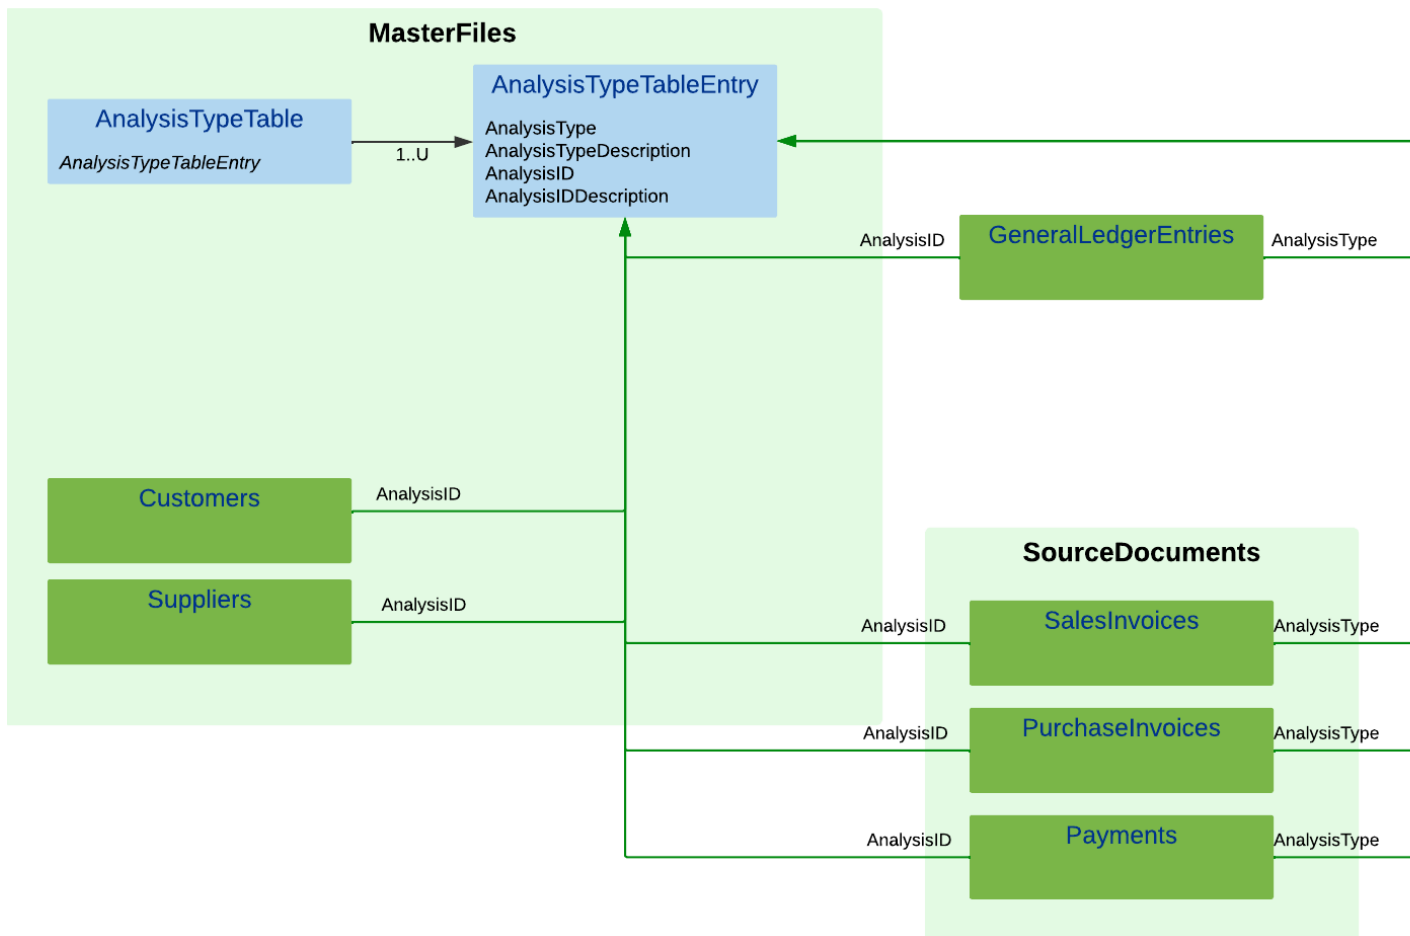 MasterFiles
AnalysisTypeTable
AnalysisTypeTableEntry
1..U
AnalysisTypeTableEntry
AnalysisType
AnalysisTypeDescription
AnalysisID
AnalysisIDDescription
AnalysisID
GeneralLedgerEntries
AnalysisType
Customers
AnalysisID
Suppliers
AnalysisID
SourceDocuments
AnalysisID
SalesInvoices
AnalysisType
AnalysisID
PurchaseInvoices
AnalysisType
AnalysisID
Payments
AnalysisType